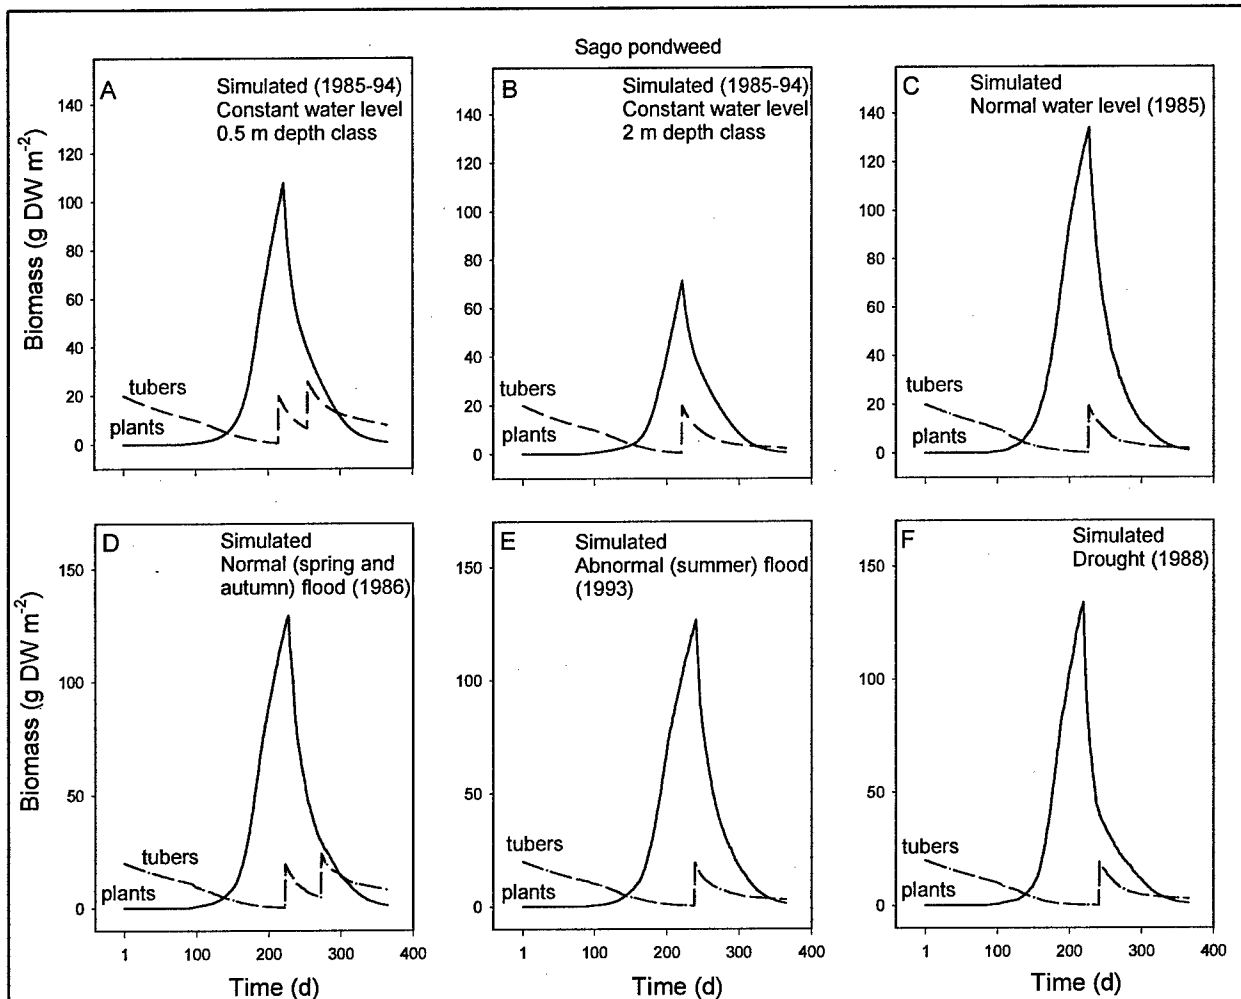 Sago pondweed
A
Simulated (1985-94)
Constant water level
0.5 m depth class
Biomass (g DW m-2)
140
120
100
80
60
40
20
0
tubers
plants
B
Simulated (1985-94)
Constant water level
2 m depth class
140
120
100
80
60
40
20
0
tubers
plants
C
Simulated
Normal water level (1985)
140
120
100
80
60
40
20
0
tubers
plants
D
Simulated
Normal (spring and
autumn) flood (1986)
Biomass (g DW m-2)
150
100
50
0
tubers
plants
1 100 200 300 400
Time (d)
E
Simulated
Abnormal (summer) flood
(1993)
150
100
50
0
tubers
plants
1 100 200 300 400
Time (d)
F
Simulated
Drought (1988)
150
100
50
0
tubers
plants
1 100 200 300 400
Time (d)